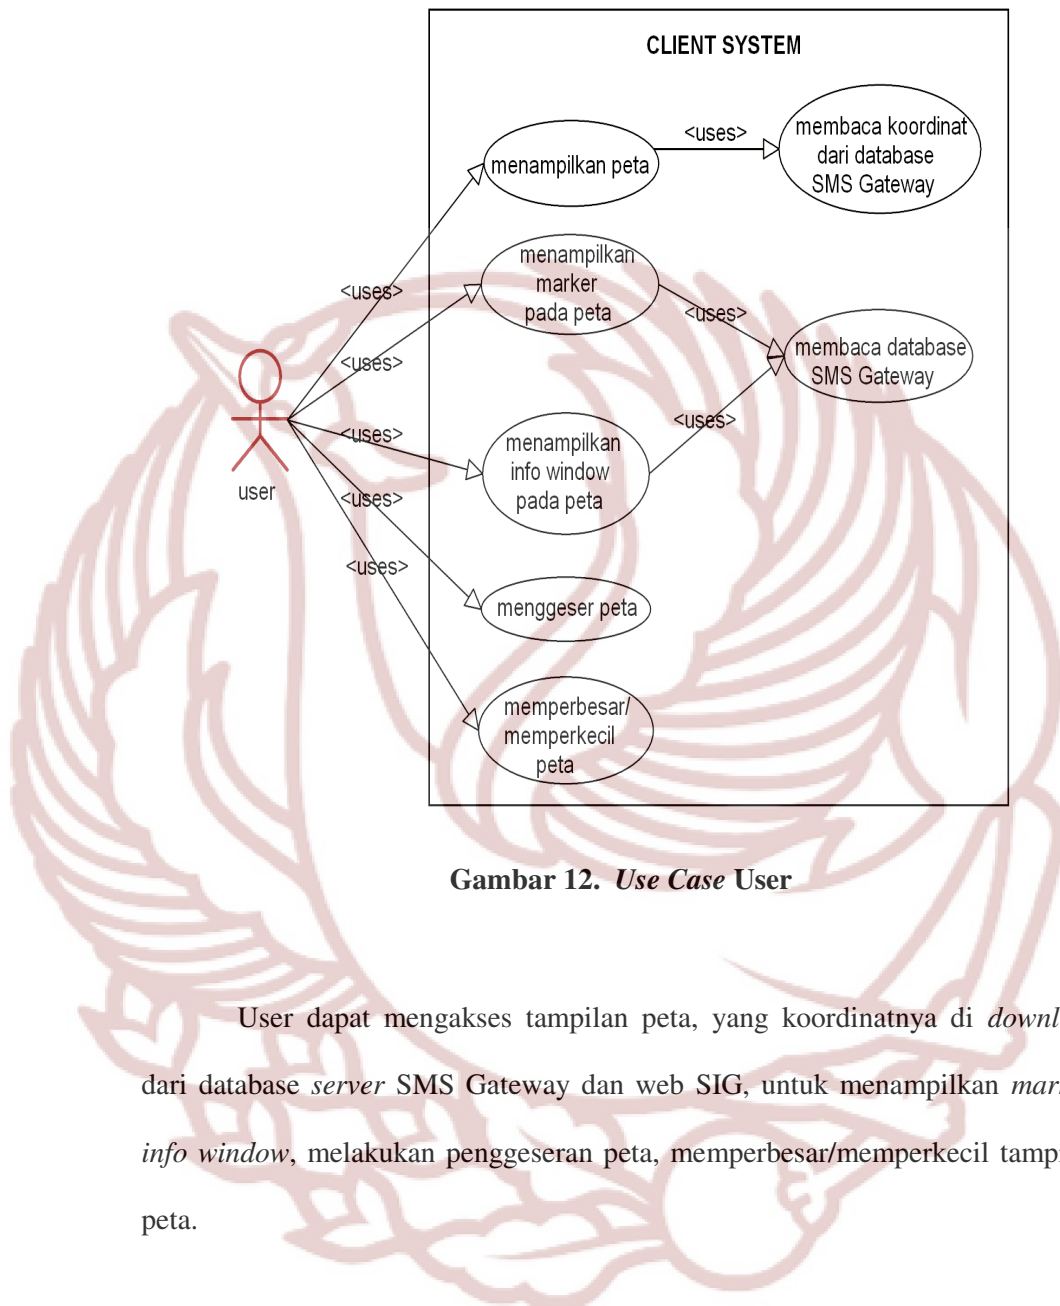 CLIENT SYSTEM
menampilkan peta
<uses>
membaca koordinat
dari database
SMS Gateway
<uses>
menampilkan
marker
pada peta
<uses>
membaca database
SMS Gateway
<uses>
<uses>
menampilkan
info window
pada peta
<uses>
user
<uses>
menggeser peta
<uses>
memperbesar/
memperkecil
peta
Gambar 12. Use Case User
User dapat mengakses tampilan peta, yang koordinatnya di downl
dari database server SMS Gateway dan web SIG, untuk menampilkan mar
info window, melakukan penggeseran peta, memperbesar/memperkecil tamp
peta.